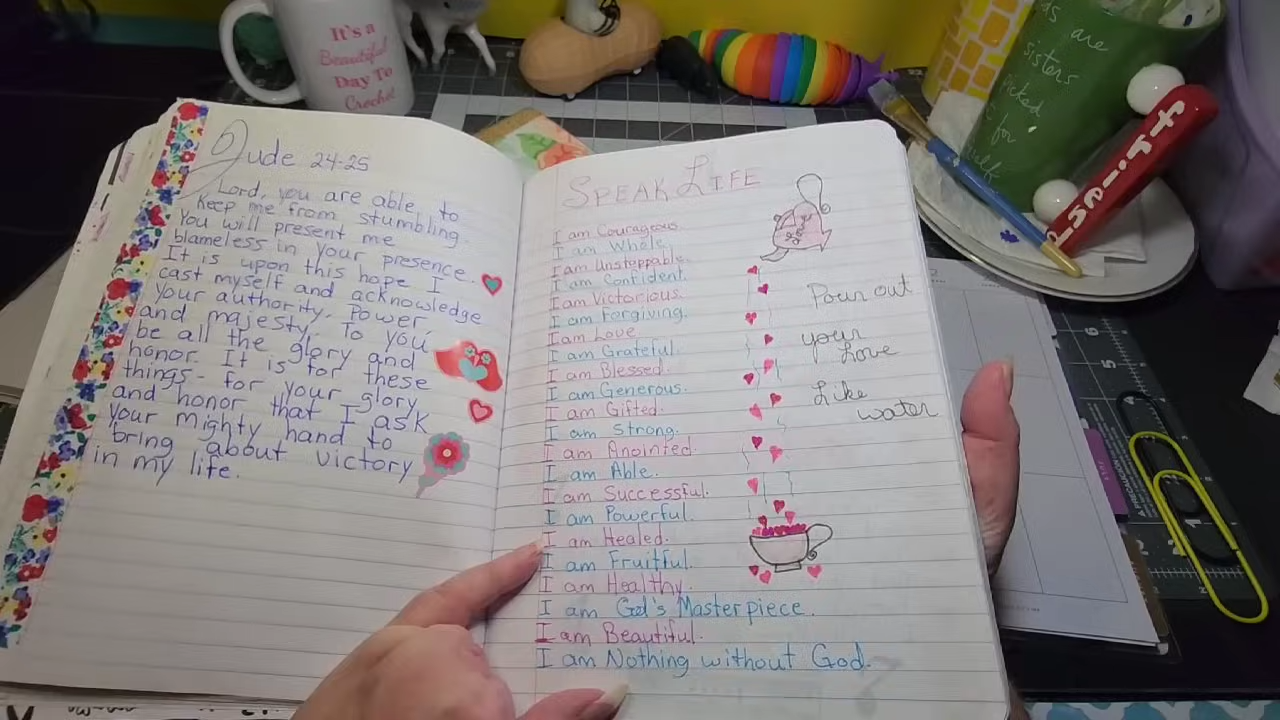 Jude 24-25
Lord, you are able to
keep me from stumbling.
You will present me
blameless in your presence.
It is upon this hope I
cast myself and acknowledge
your authority, power,
and majesty. To you
be all the glory and
honor. It is for these
things - for your glory
and honor that I ask
your mighty hand to
bring about victory
in my life.
SPEAK LIFE
I am Courageous.
I am Whole.
I am Unstoppable.
I am Confident.
I am Victorious.
I am Forgiving.
I am Love
I am Grateful.
I am Blessed.
I am Generous.
I am Gifted.
I am Strong.
I am Anointed.
I am Able.
I am Successful.
I am Powerful.
I am Healed.
I am Fruitful.
I am Healthy.
I am God's Masterpiece.
I am Beautiful.
I am Nothing without God.
Pour out
your
Love
Like
water
It's a
Beautiful
Day To
Crochet
are
sisters
picked
for